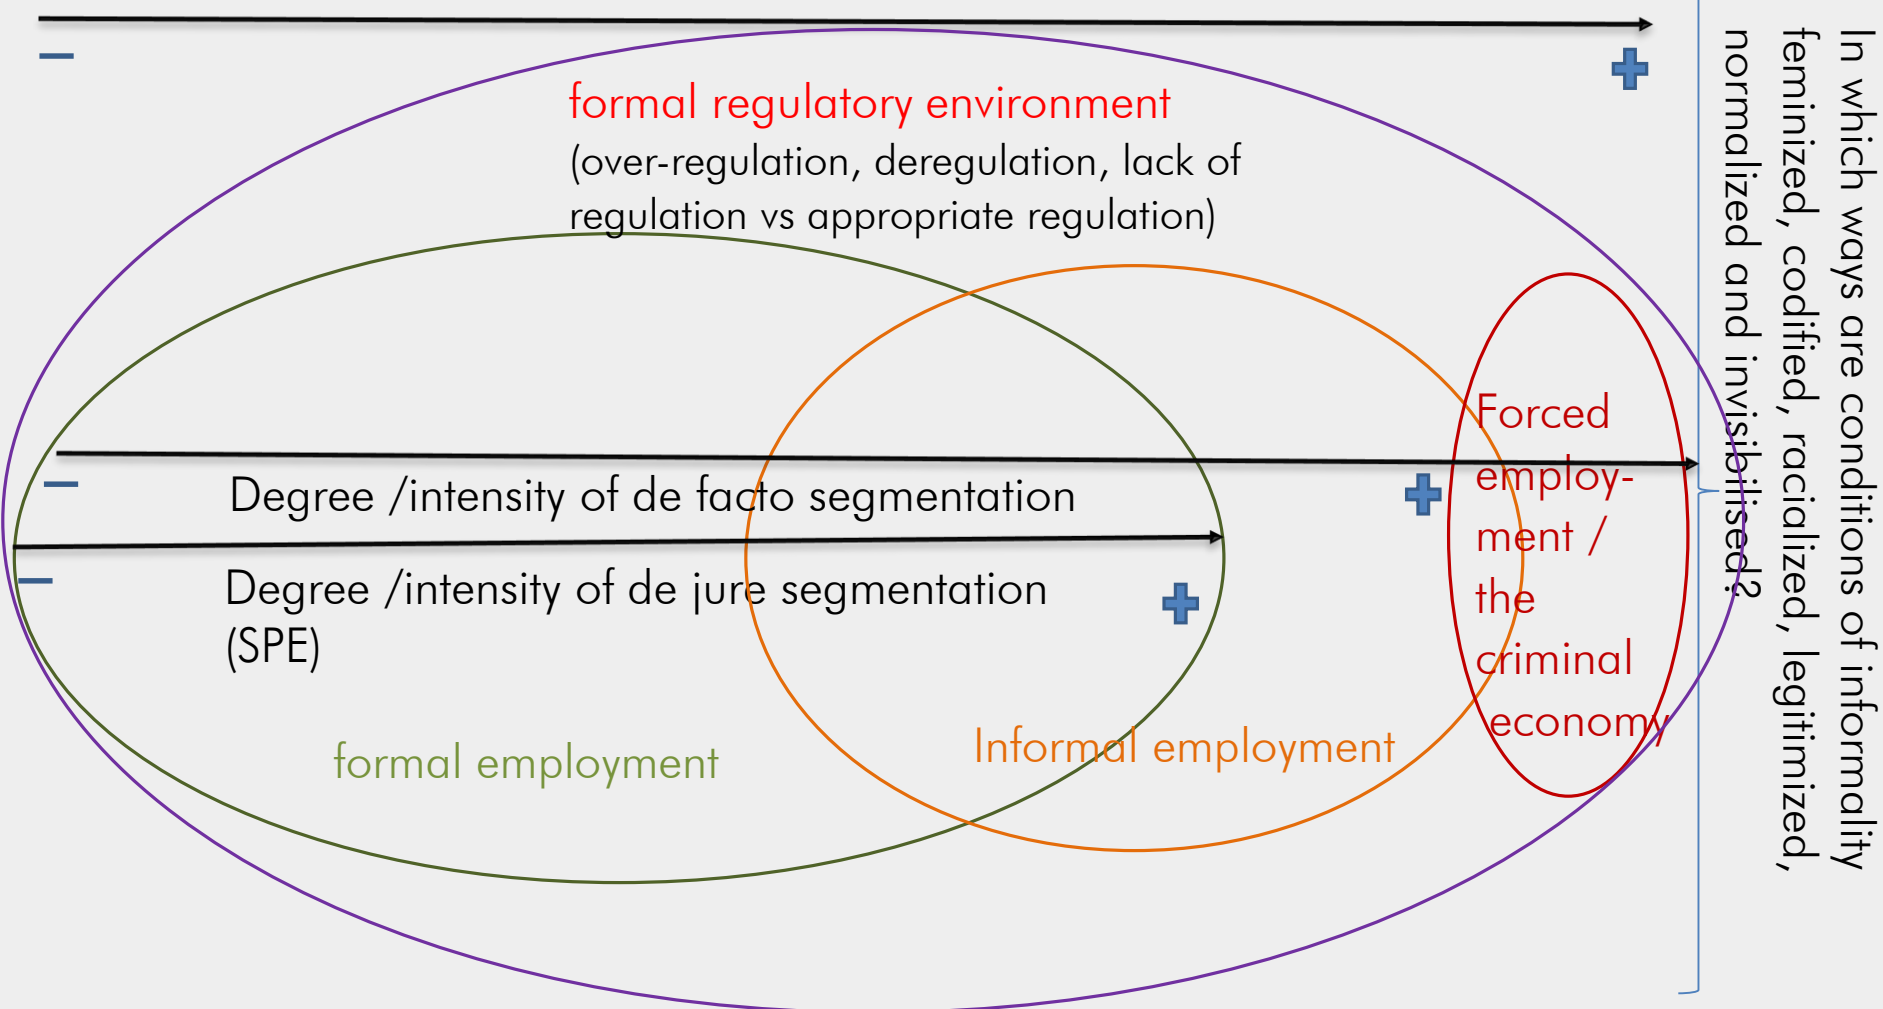 formal regulatory environment
(over-regulation, deregulation, lack of
regulation vs appropriate regulation)
Degree /intensity of de facto segmentation
Degree /intensity of de jure segmentation
(SPE)
formal employment
Informal employment
Forced
employ-
ment /
the
criminal
economy
In which ways are conditions of informality
feminized, codified, racialized, legitimized,
normalized and invisibilised?